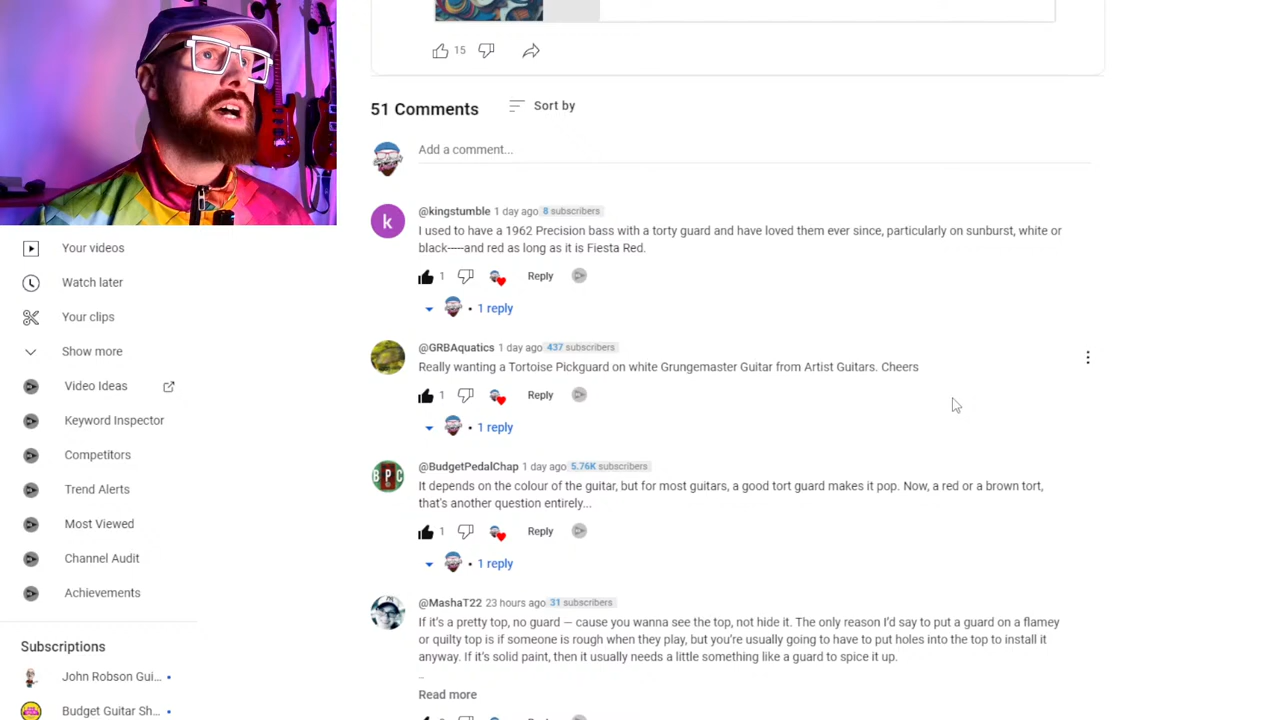 15
51 Comments
Sort by
Add a comment...
@kingstumble 1 day ago 8 subscribers
k
I used to have a 1962 Precision bass with a torty guard and have loved them ever since, particularly on sunburst, white or
black-----and red as long as it is Fiesta Red.
1 Reply
• 1 reply
@GRBAquatics 1 day ago 437 subscribers
Really wanting a Tortoise Pickguard on white Grungemaster Guitar from Artist Guitars. Cheers
1 Reply
• 1 reply
@BudgetPedalChap 1 day ago 5.76K subscribers
BPC
It depends on the colour of the guitar, but for most guitars, a good tort guard makes it pop. Now, a red or a brown tort,
that's another question entirely...
1 Reply
• 1 reply
@MashaT22 23 hours ago 31 subscribers
If it's a pretty top, no guard — cause you wanna see the top, not hide it. The only reason I'd say to put a guard on a flamey
or quilty top is if someone is rough when they play, but you're usually going to have to put holes into the top to install it
anyway. If it's solid paint, then it usually needs a little something like a guard to spice it up.
Read more
Your videos
Watch later
Your clips
Show more
Video Ideas
Keyword Inspector
Competitors
Trend Alerts
Most Viewed
Channel Audit
Achievements
Subscriptions
John Robson Gui... •
Budget Guitar Sh... •